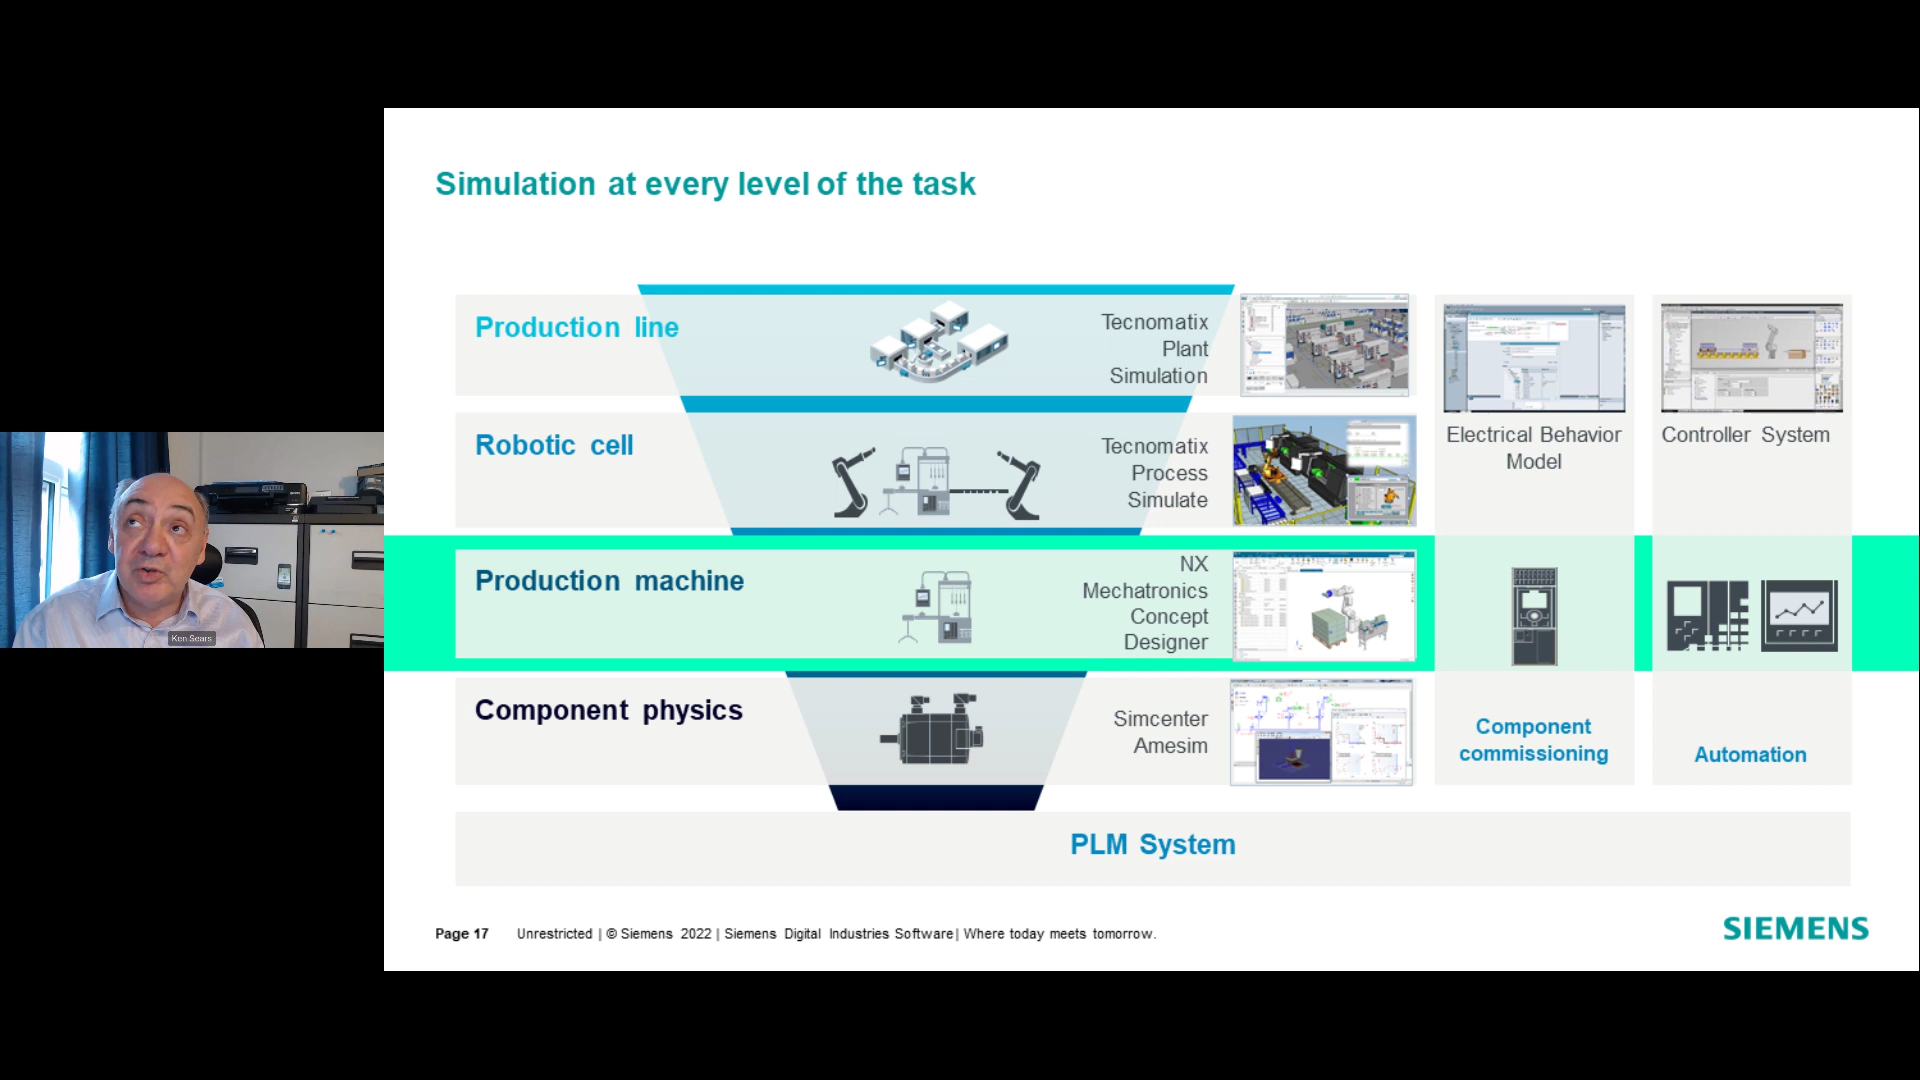 Simulation at every level of the task
Production line
Tecnomatix
Plant
Simulation
Robotic cell
Tecnomatix
Process
Simulate
Electrical Behavior
Model
Controller System
Production machine
NX
Mechatronics
Concept
Designer
Component physics
Simcenter
Amesim
Component
commissioning
Automation
PLM System
Page 17 Unrestricted | © Siemens 2022 | Siemens Digital Industries Software| Where today meets tomorrow.
SIEMENS
Ken Sears